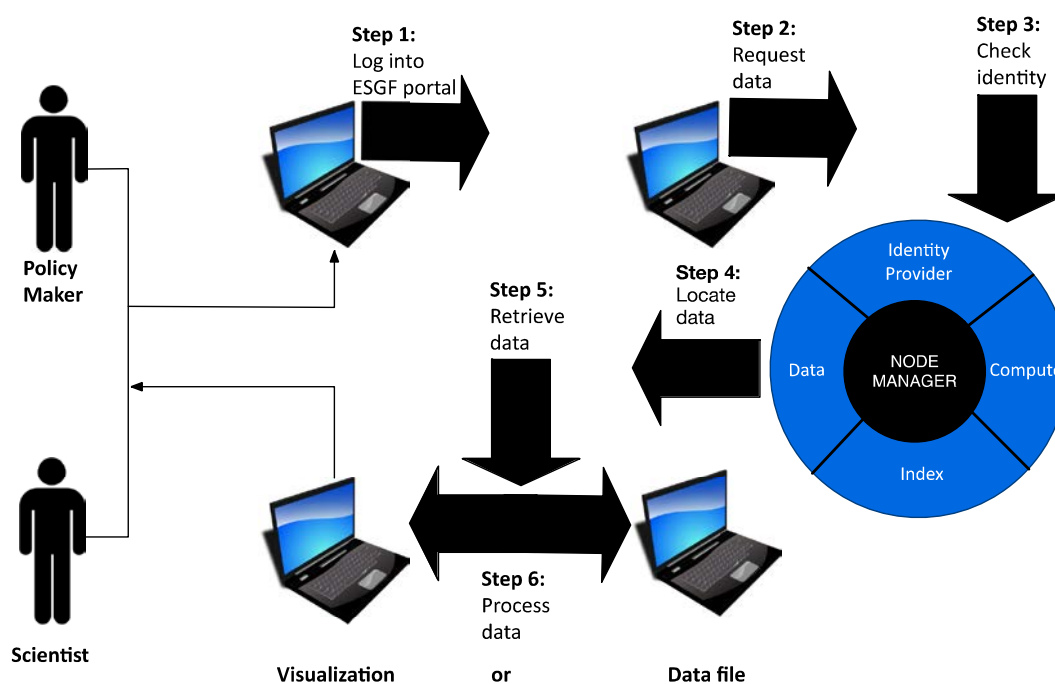 Step 1:
Log into
ESGF portal
Step 2:
Request
data
Step 3:
Check
identity
Policy
Maker
Step 4:
Locate
data
Step 5:
Retrieve
data
Identity
Provider
Data
NODE
MANAGER
Compute
Index
Step 6:
Process
data
Scientist
Visualization or Data file